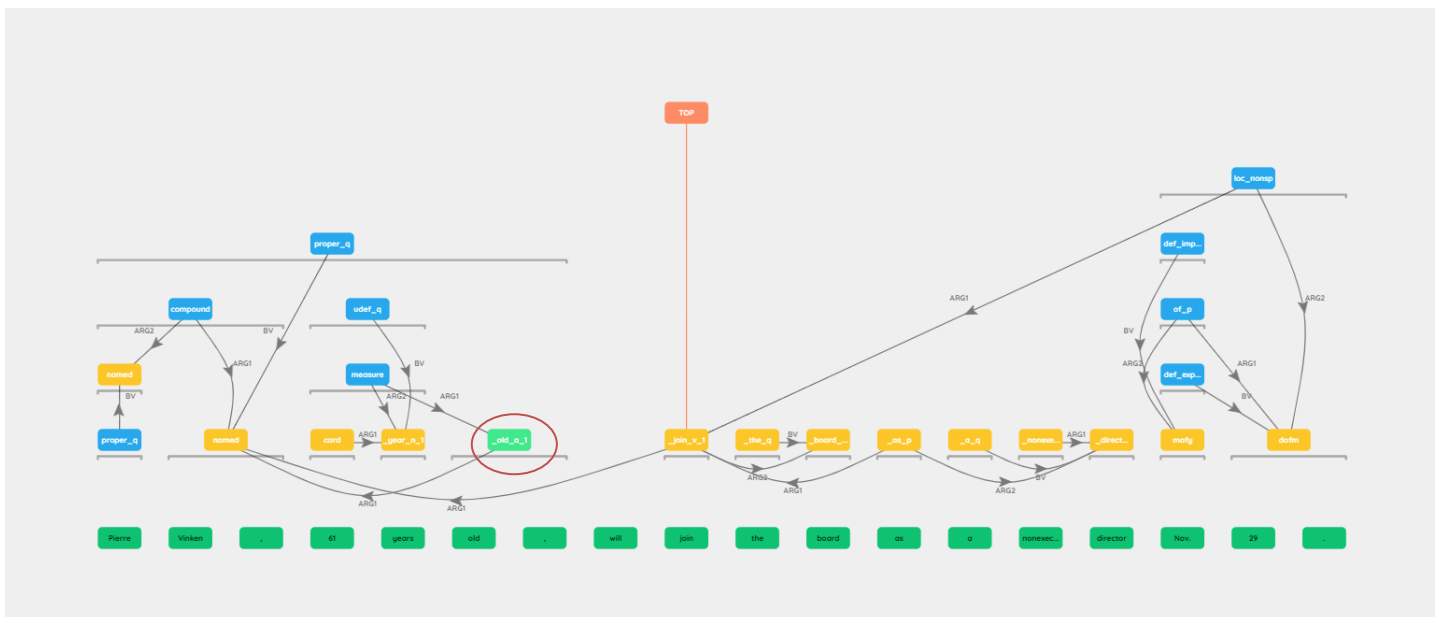 TOP
loc_nonsp
proper_q def_imp...
ARG1 ARG2
compound udef_q of_p
ARG2 BV BV
ARG1 BV ARG2 ARG1
named measure def_exp...
BV ARG2 ARG1 BV
proper_q named card ARG1 _year_n_1 _old_a_1 _join_v_1 _the_q BV _board_... _as_p _a_q _nonexe... ARG1 _direct... mofy dofm
ARG2 BV
ARG1 ARG1 ARG1 ARG2
Pierre Vinken , 61 years old , will join the board as a nonexec... director Nov. 29 .